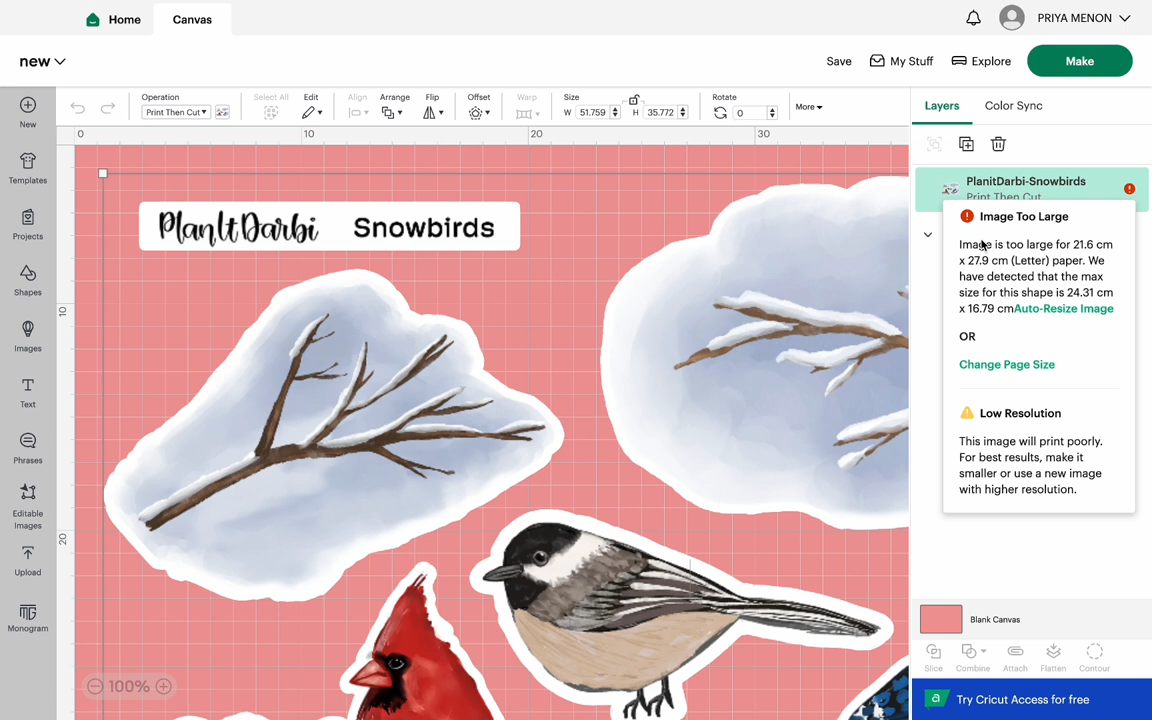 Home
Canvas
PRIYA MENON
new
Save
My Stuff
Explore
Make
Operation
Print Then Cut
Select All
Edit
Align
Arrange
Flip
Offset
Warp
Size
W 51.759
H 35.772
Rotate
0
More
New
Templates
Projects
Shapes
Images
Text
Phrases
Editable
Images
Upload
Monogram
0
10
20
30
10
20
PlanItDarbi Snowbirds
100%
Layers
Color Sync
PlanitDarbi-Snowbirds
Print Then Cut
Image Too Large
Image is too large for 21.6 cm
x 27.9 cm (Letter) paper. We
have detected that the max
size for this shape is 24.31 cm
x 16.79 cmAuto-Resize Image
OR
Change Page Size
Low Resolution
This image will print poorly.
For best results, make it
smaller or use a new image
with higher resolution.
Blank Canvas
Slice
Combine
Attach
Flatten
Contour
a
Try Cricut Access for free